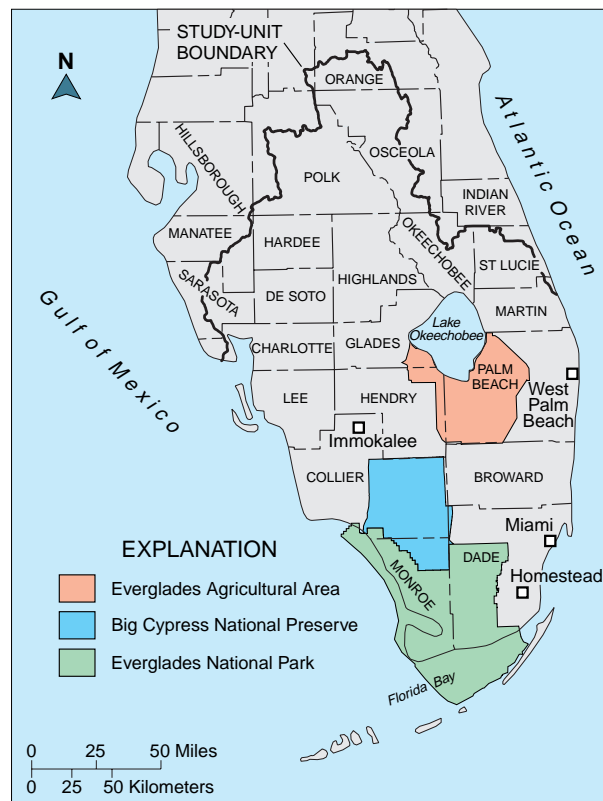 STUDY-UNIT
BOUNDARY
N
ORANGE
Atlantic Ocean
HILLSBOROUGH
OSCEOLA
POLK
INDIAN
RIVER
MANATEE
HARDEE
OKEECHOBEE
ST LUCIE
SARASOTA
HIGHLANDS
DE SOTO
MARTIN
Gulf of Mexico
Lake
Okeechobee
CHARLOTTE
GLADES
PALM
BEACH
LEE
HENDRY
West
Palm
Beach
Immokalee
COLLIER
BROWARD
Miami
EXPLANATION
DADE
MONROE
Homestead
Everglades Agricultural Area
Big Cypress National Preserve
Everglades National Park
Florida Bay
0 25 50 Miles
0 25 50 Kilometers